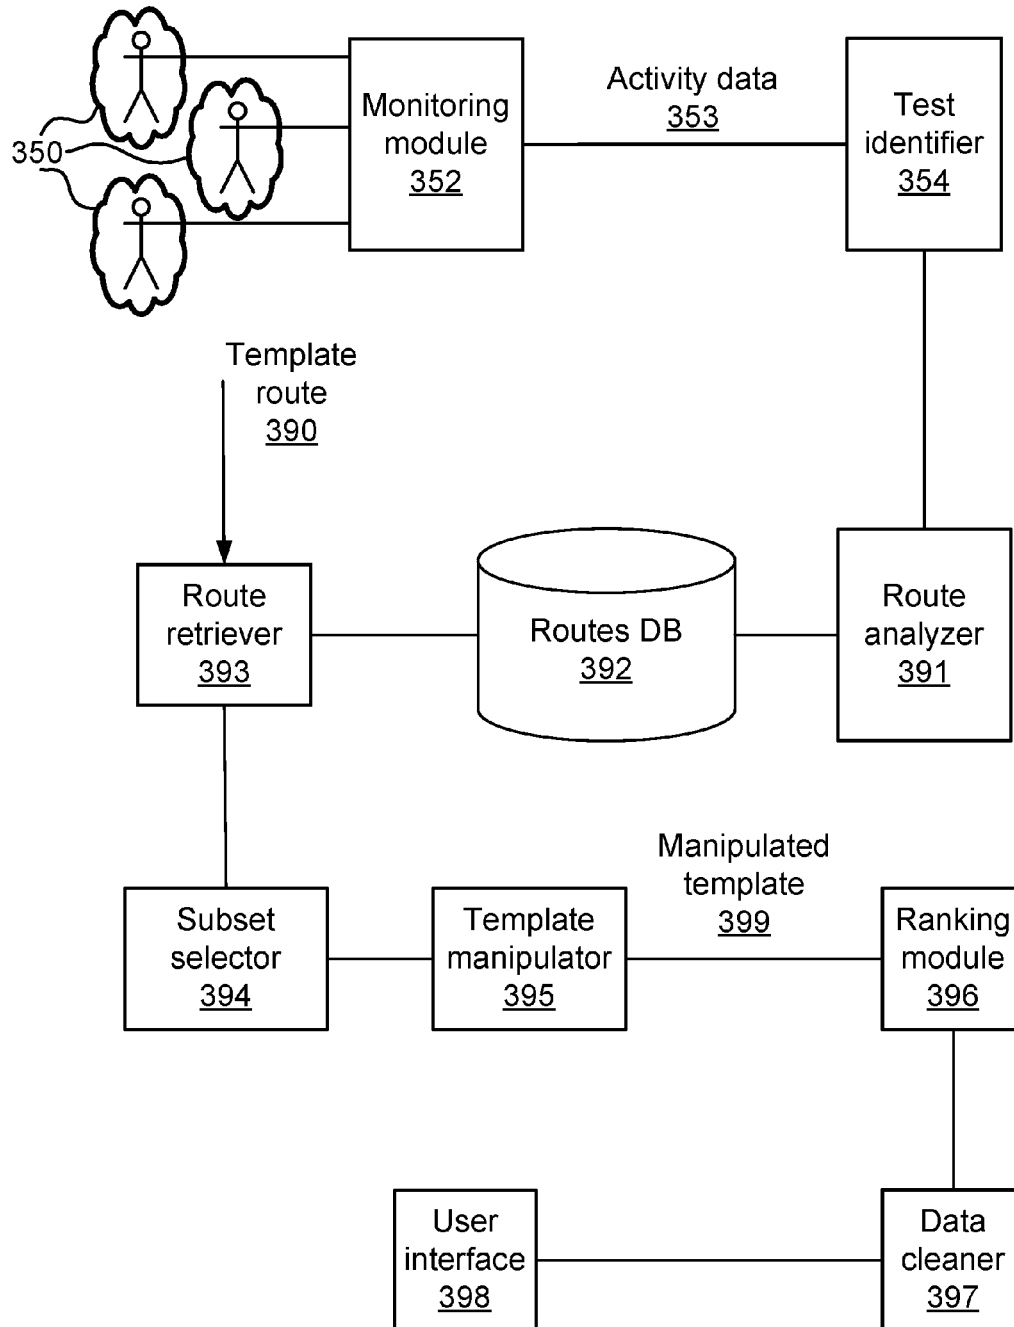 350
Monitoring
module
352
Activity data
353
Test
identifier
354
Template
route
390
Route
retriever
393
Routes DB
392
Route
analyzer
391
Subset
selector
394
Template
manipulator
395
Manipulated
template
399
Ranking
module
396
User
interface
398
Data
cleaner
397